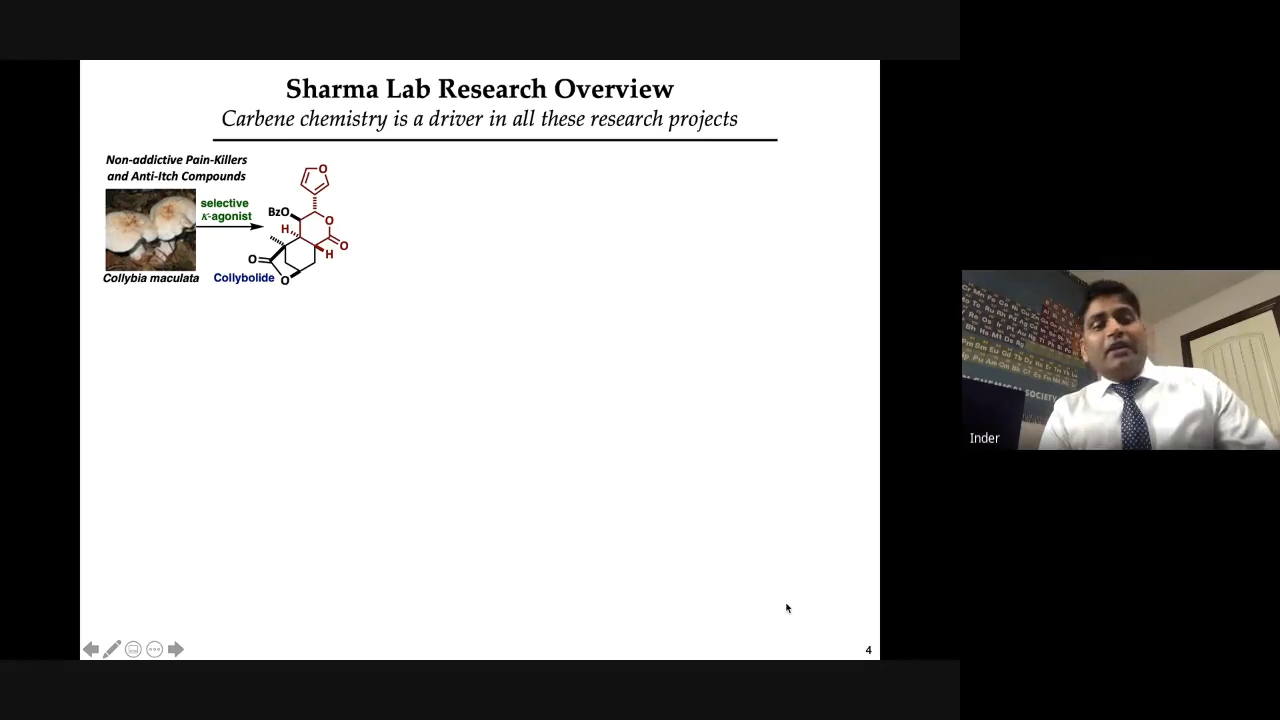 Sharma Lab Research Overview
Carbene chemistry is a driver in all these research projects
Non-addictive Pain-Killers
and Anti-Itch Compounds
selective
κ-agonist
Collybia maculata
Collybolide
O
BzO
O
H
O
H
O
O
4
Inder
SOCIETY